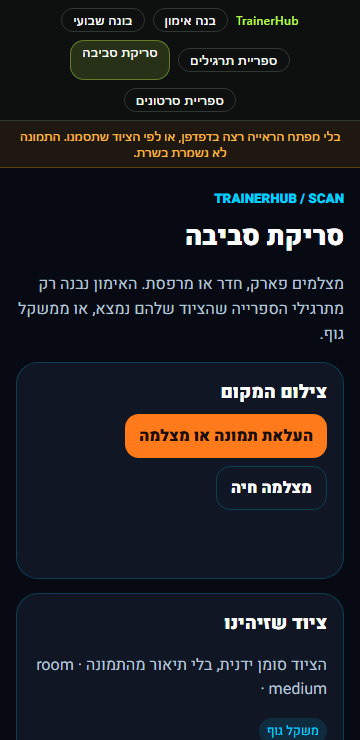 TrainerHub
בנה אימון
בונה שבועי
ספריית תרגילים
סריקת סביבה
ספריית סרטונים
בלי מפתח הראייה רצה בדפדפן, או לפי הציוד שתסמנו. התמונה
לא נשמרת בשרת.
TRAINERHUB / SCAN
סריקת סביבה
מצלמים פארק, חדר או מרפסת. האימון נבנה רק
מתרגילי הספרייה שהציוד שלהם נמצא, או ממשקל
גוף.
צילום המקום
העלאת תמונה או מצלמה
מצלמה חיה
ציוד שזיהינו
הציוד סומן ידנית, בלי תיאור מהתמונה · room
· medium
משקל גוף